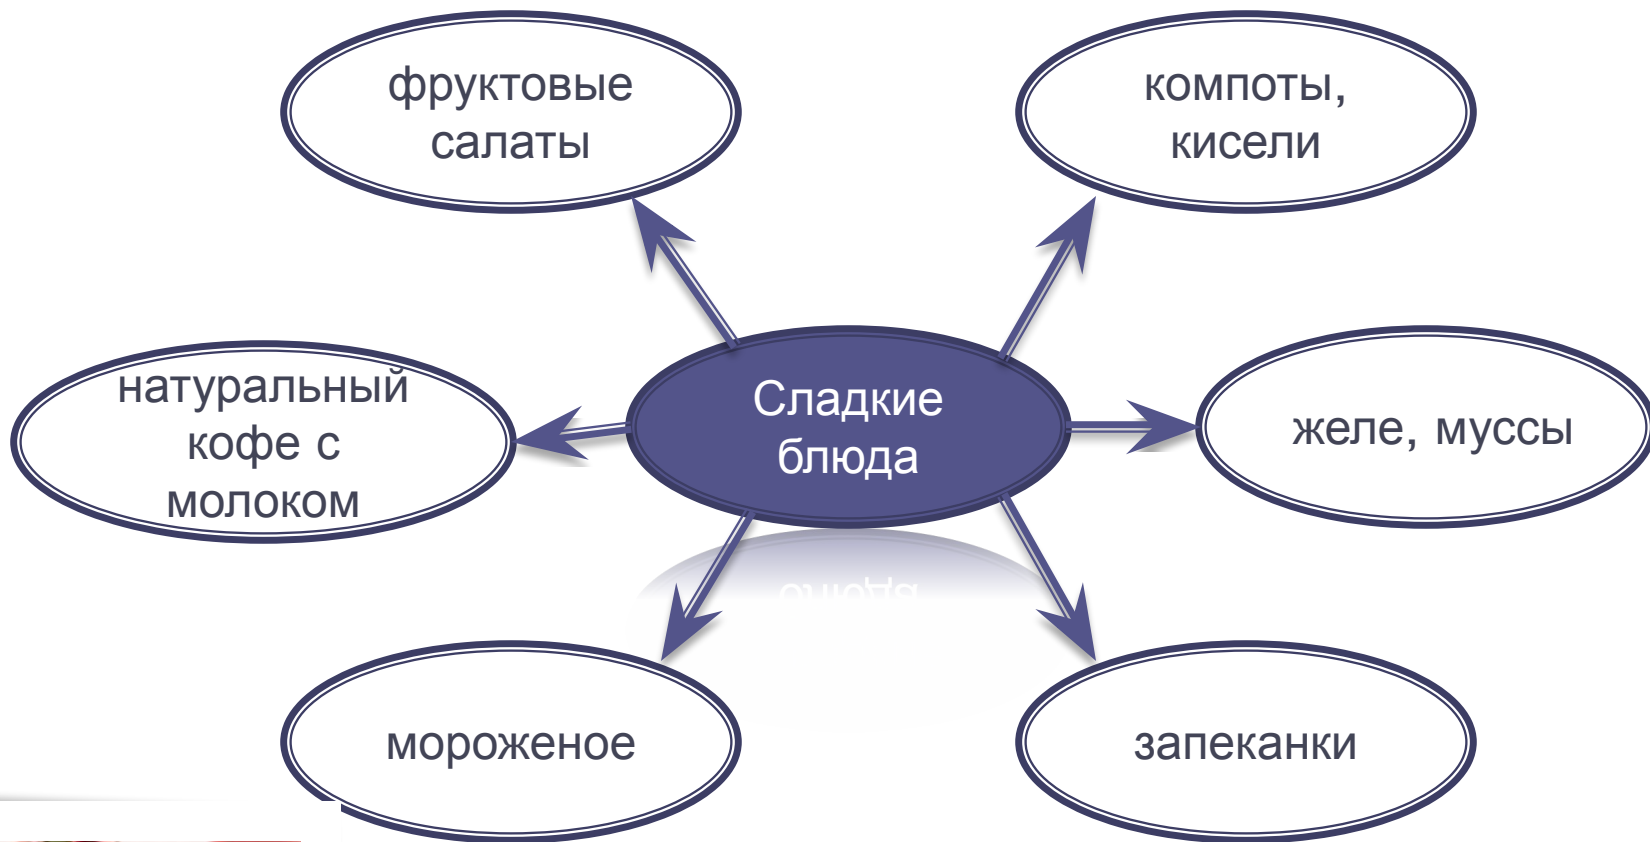 фруктовые
салаты
компоты,
кисели
натуральный
кофе с
молоком
Сладкие
блюда
желе, муссы
мороженое
запеканки